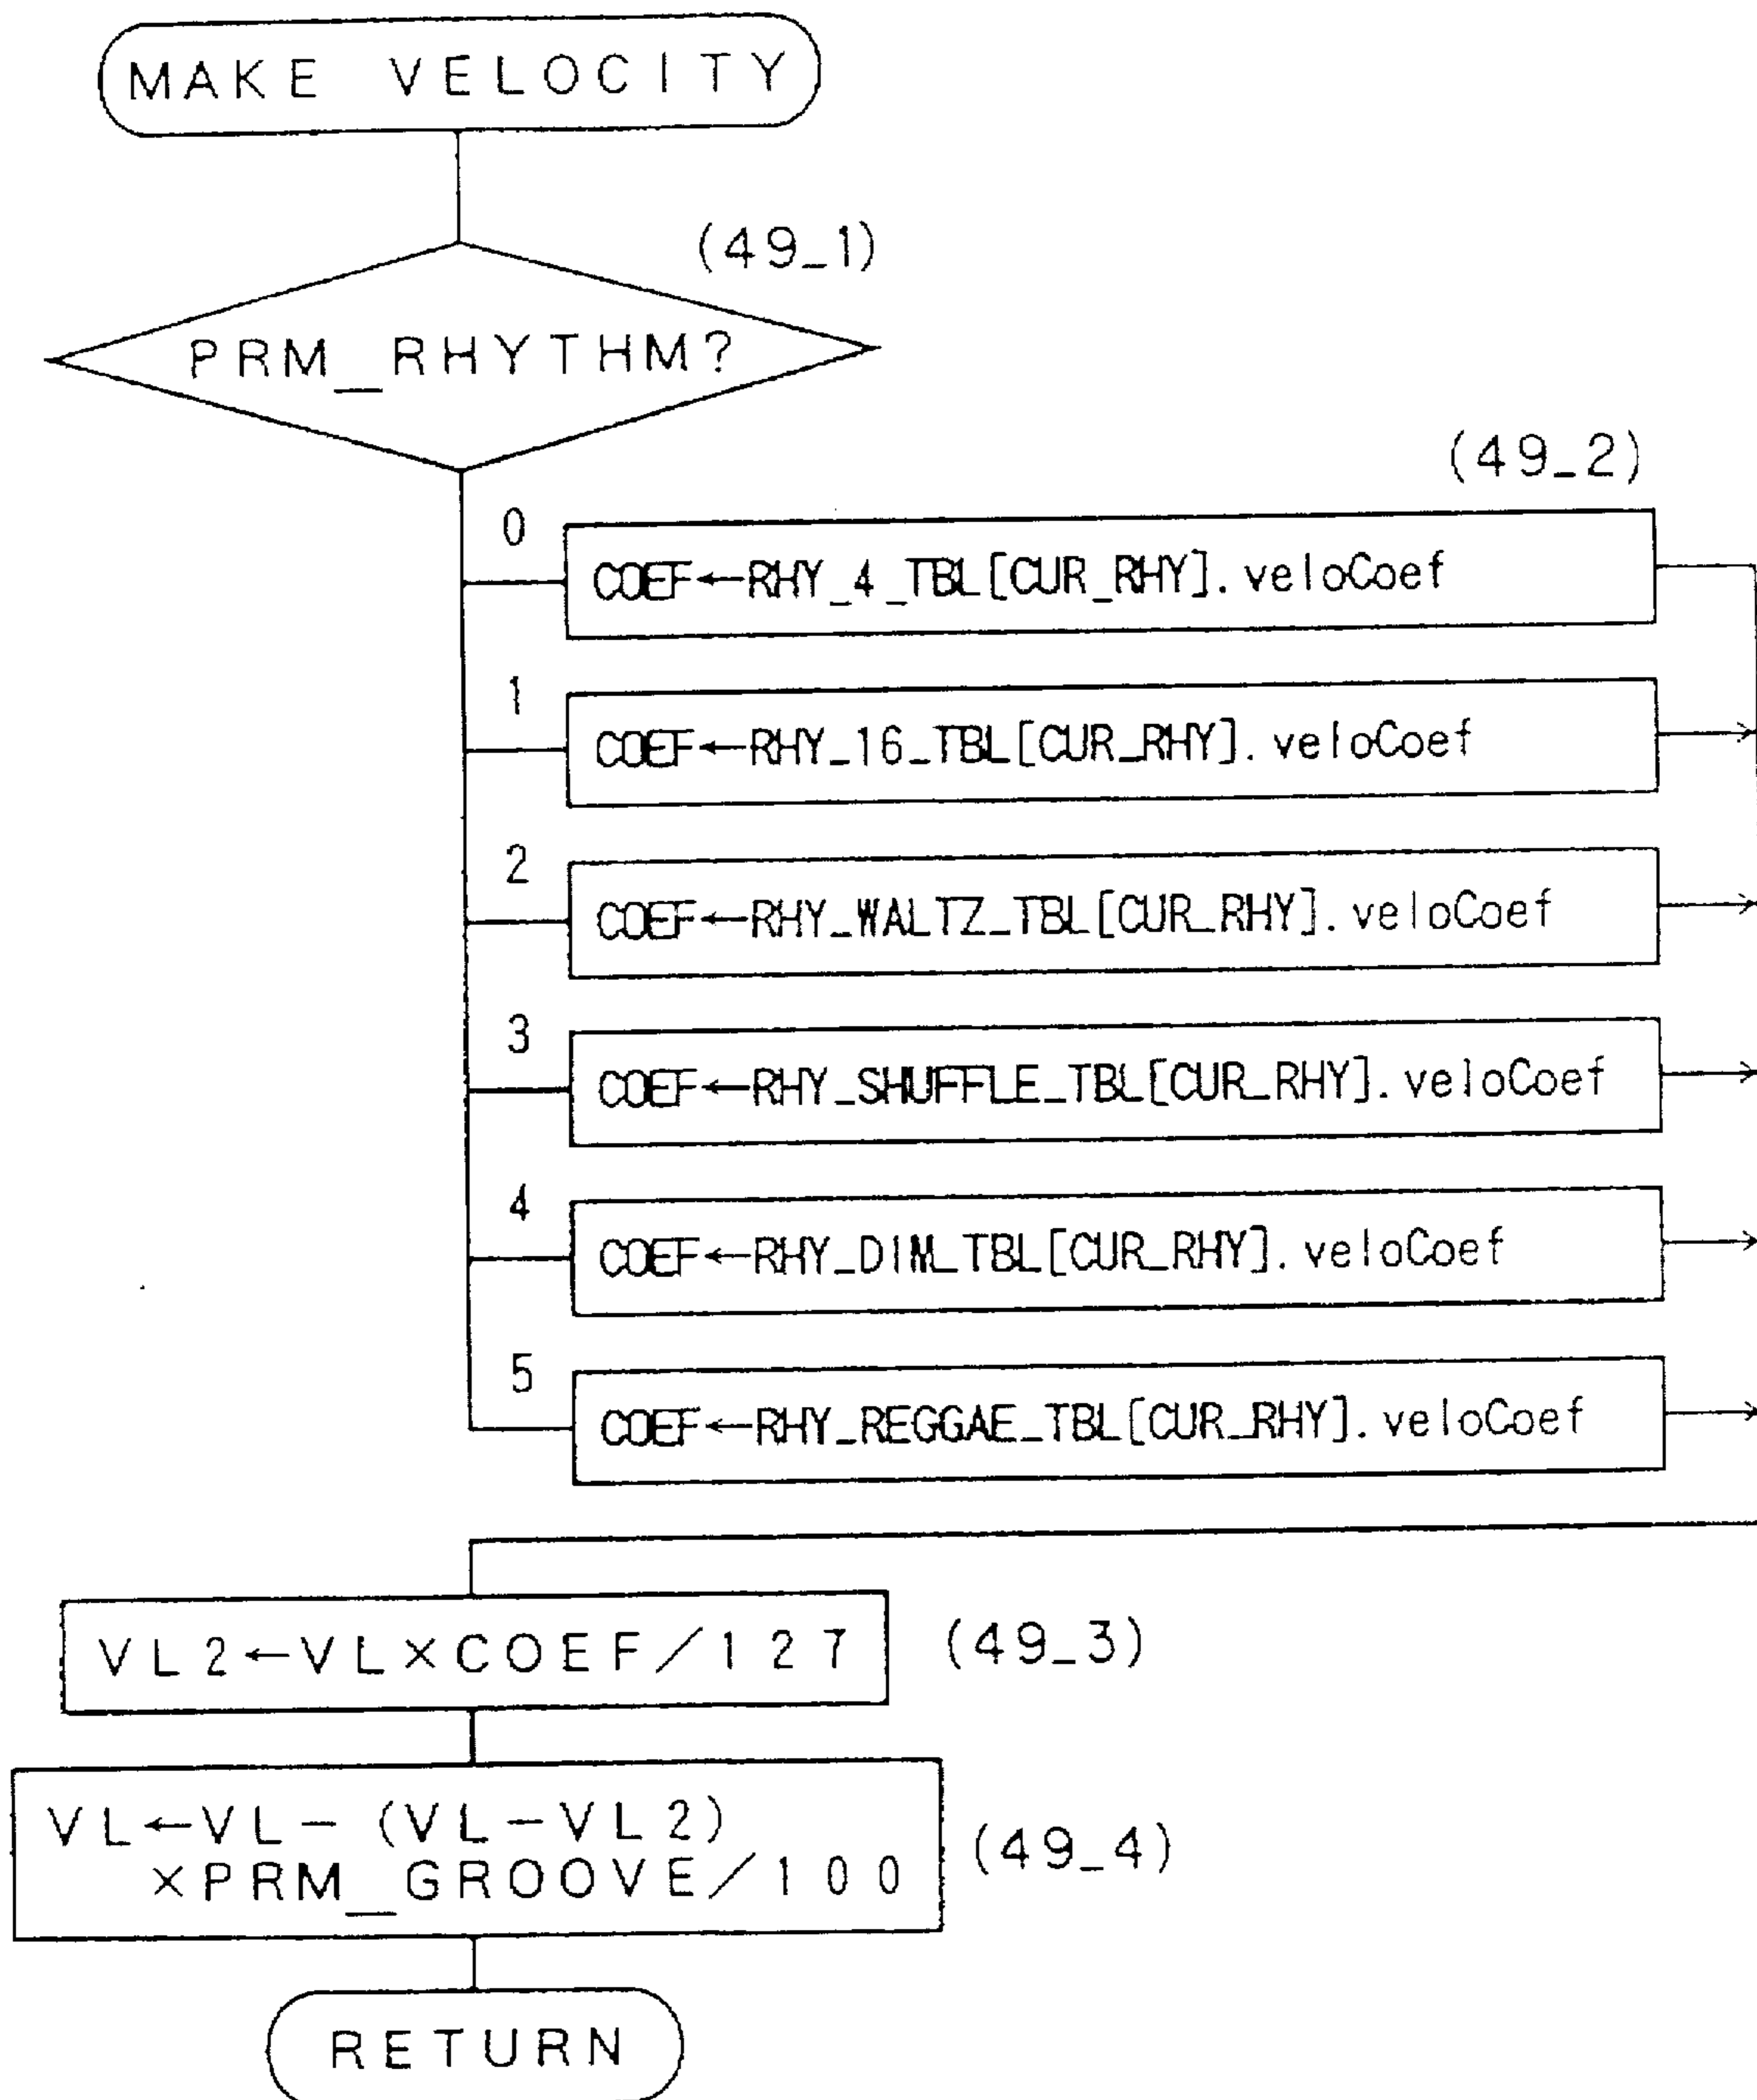 MAKE VELOCITY
(49_1)
PRM_RHYTHM?
(49_2)
0
COEF←RHY_4_TBL[CUR_RHY].veloCoef
1
COEF←RHY_16_TBL[CUR_RHY].veloCoef
2
COEF←RHY_WALTZ_TBL[CUR_RHY].veloCoef
3
COEF←RHY_SHUFFLE_TBL[CUR_RHY].veloCoef
4
COEF←RHY_DIM_TBL[CUR_RHY].veloCoef
5
COEF←RHY_REGGAE_TBL[CUR_RHY].veloCoef
VL2←VL×COEF/127 (49_3)
VL←VL−(VL−VL2)
×PRM_GROOVE/100 (49_4)
RETURN